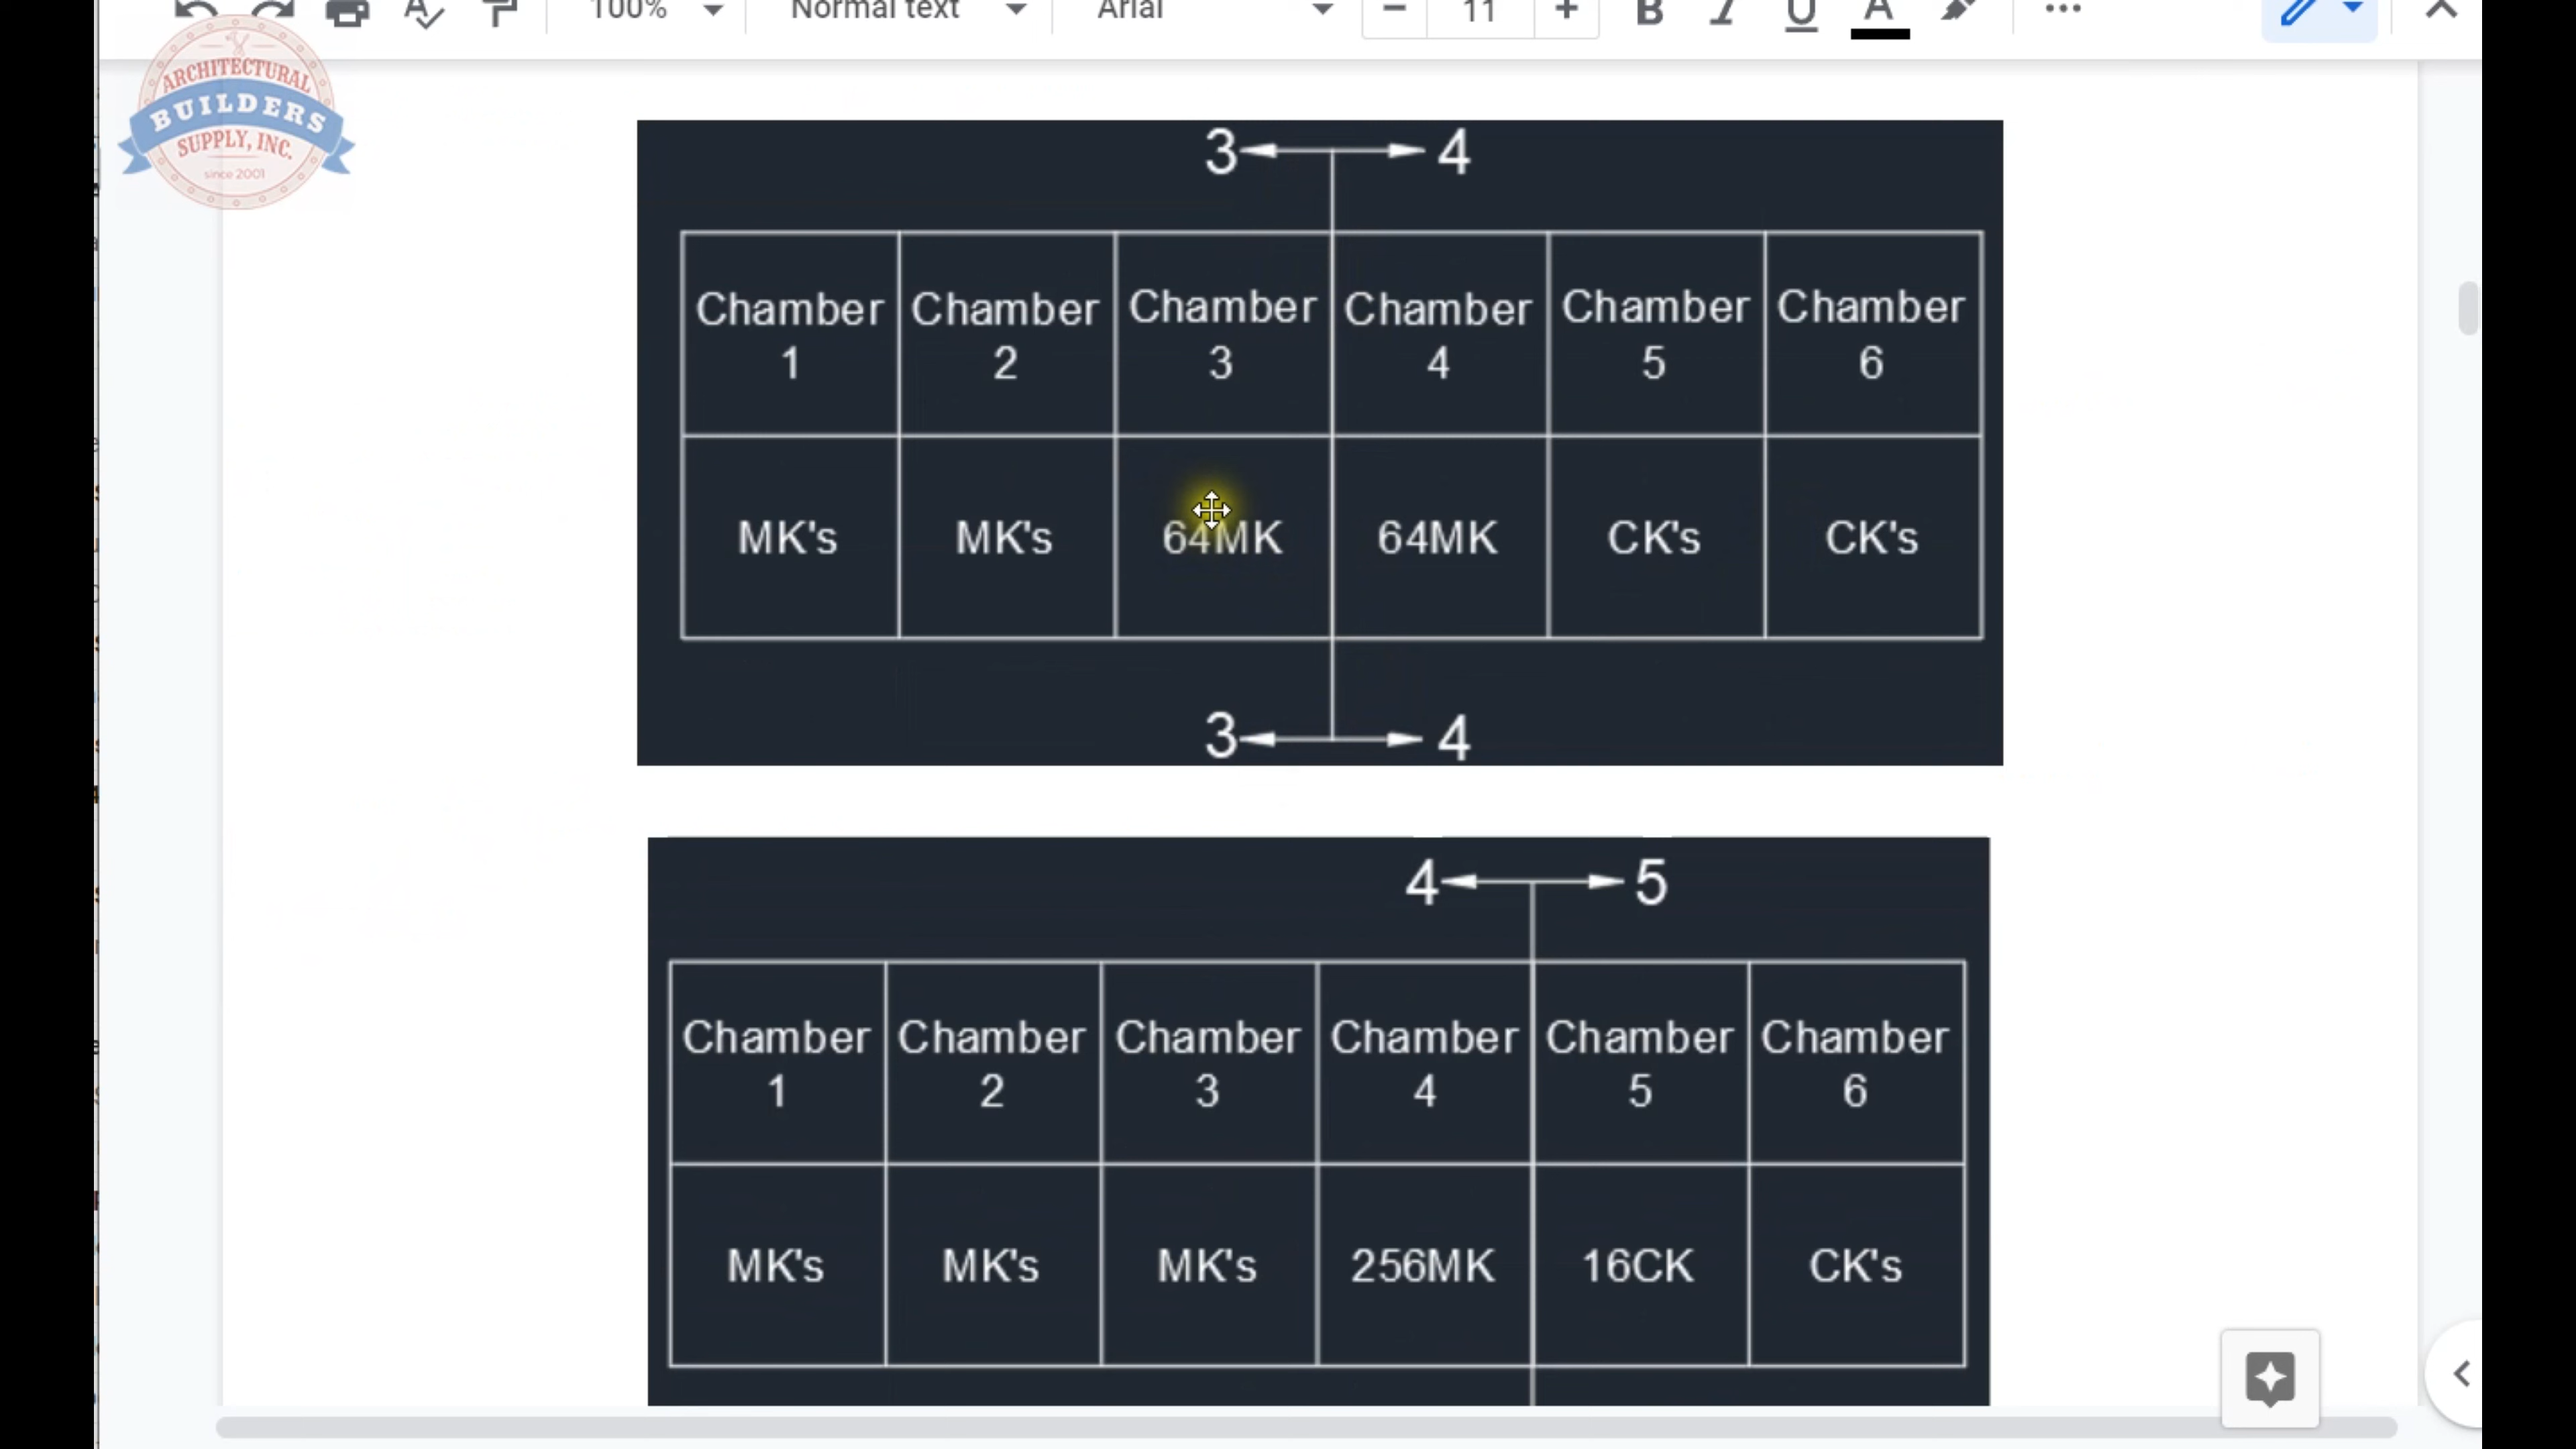 100% Normal text Arial − 11 + B I U A ...
ARCHITECTURAL
BUILDERS
SUPPLY, INC.
since 2001
3 4
Chamber 1 Chamber 2 Chamber 3 Chamber 4 Chamber 5 Chamber 6
MK's MK's 64MK 64MK CK's CK's
3 4
4 5
Chamber 1 Chamber 2 Chamber 3 Chamber 4 Chamber 5 Chamber 6
MK's MK's MK's 256MK 16CK CK's